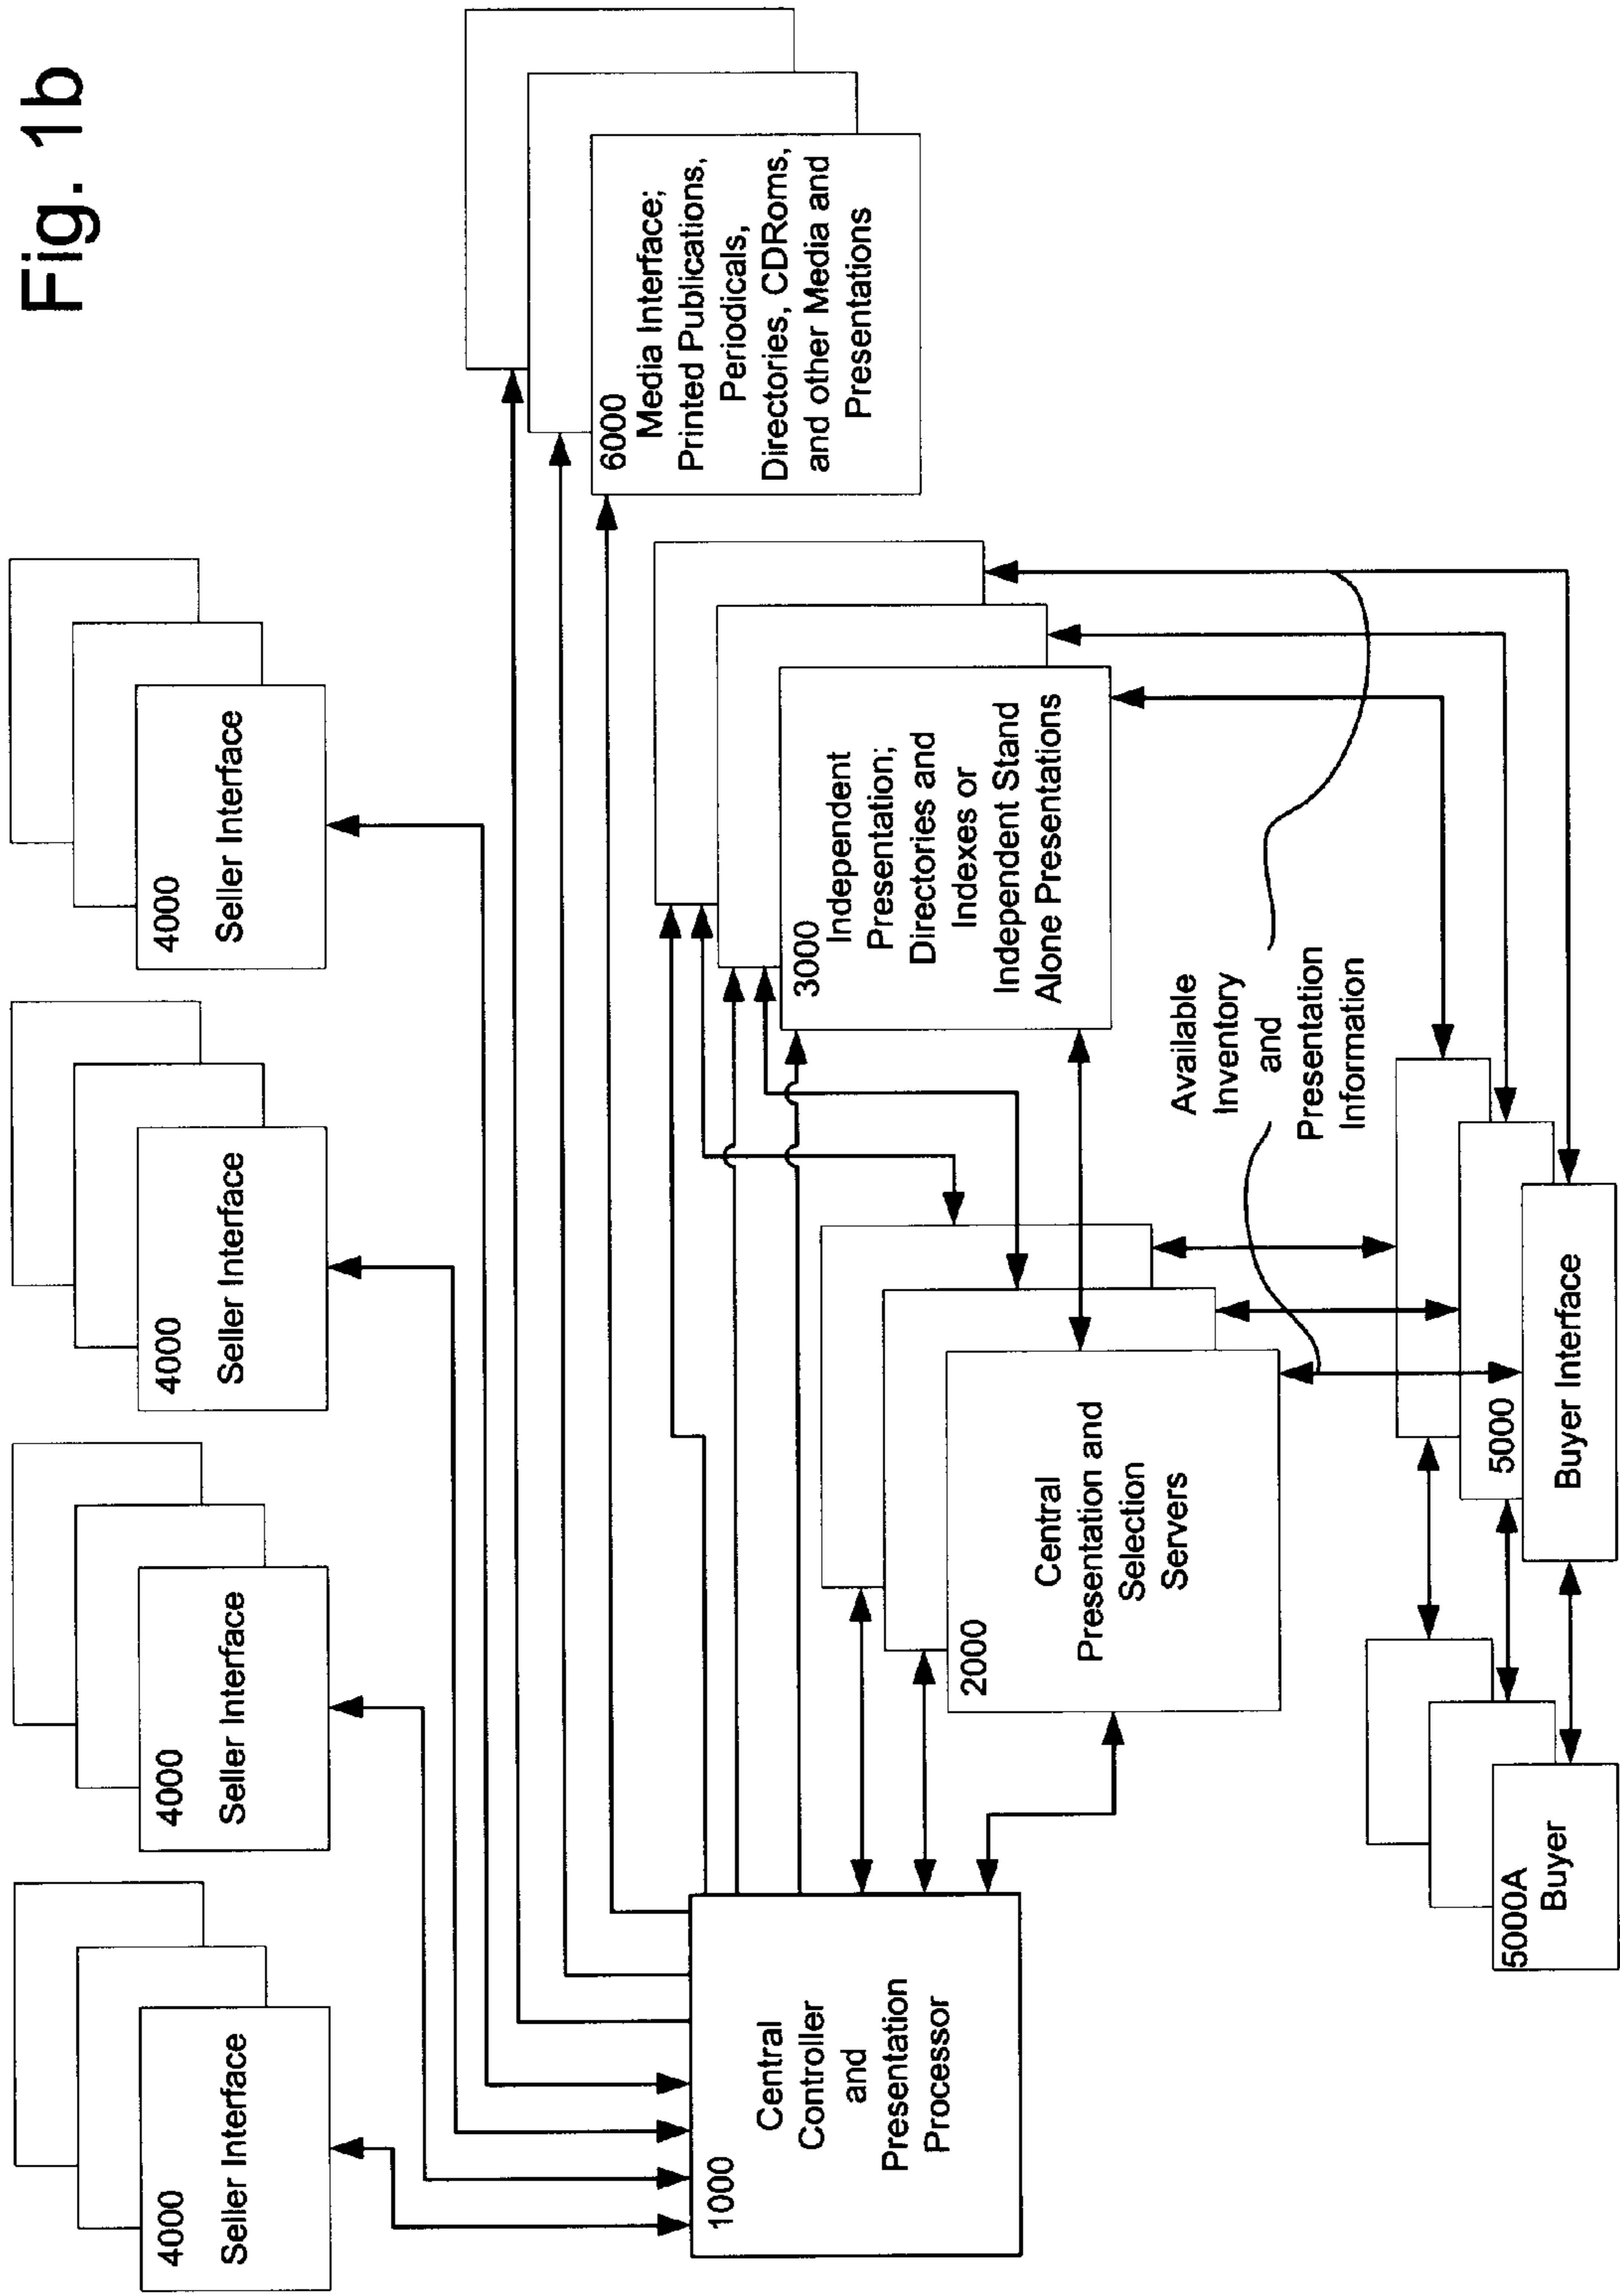 Fig. 1b
4000
Seller Interface
4000
Seller Interface
4000
Seller Interface
4000
Seller Interface
6000
Media Interface;
Printed Publications,
Periodicals,
Directories, CDRoms,
and other Media and
Presentations
1000
Central
Controller
and
Presentation
Processor
3000
Independent
Presentation;
Directories and
Indexes or
Independent Stand
Alone Presentations
2000
Central
Presentation and
Selection
Servers
Available
Inventory
and
Presentation
Information
5000A
Buyer
5000
Buyer Interface